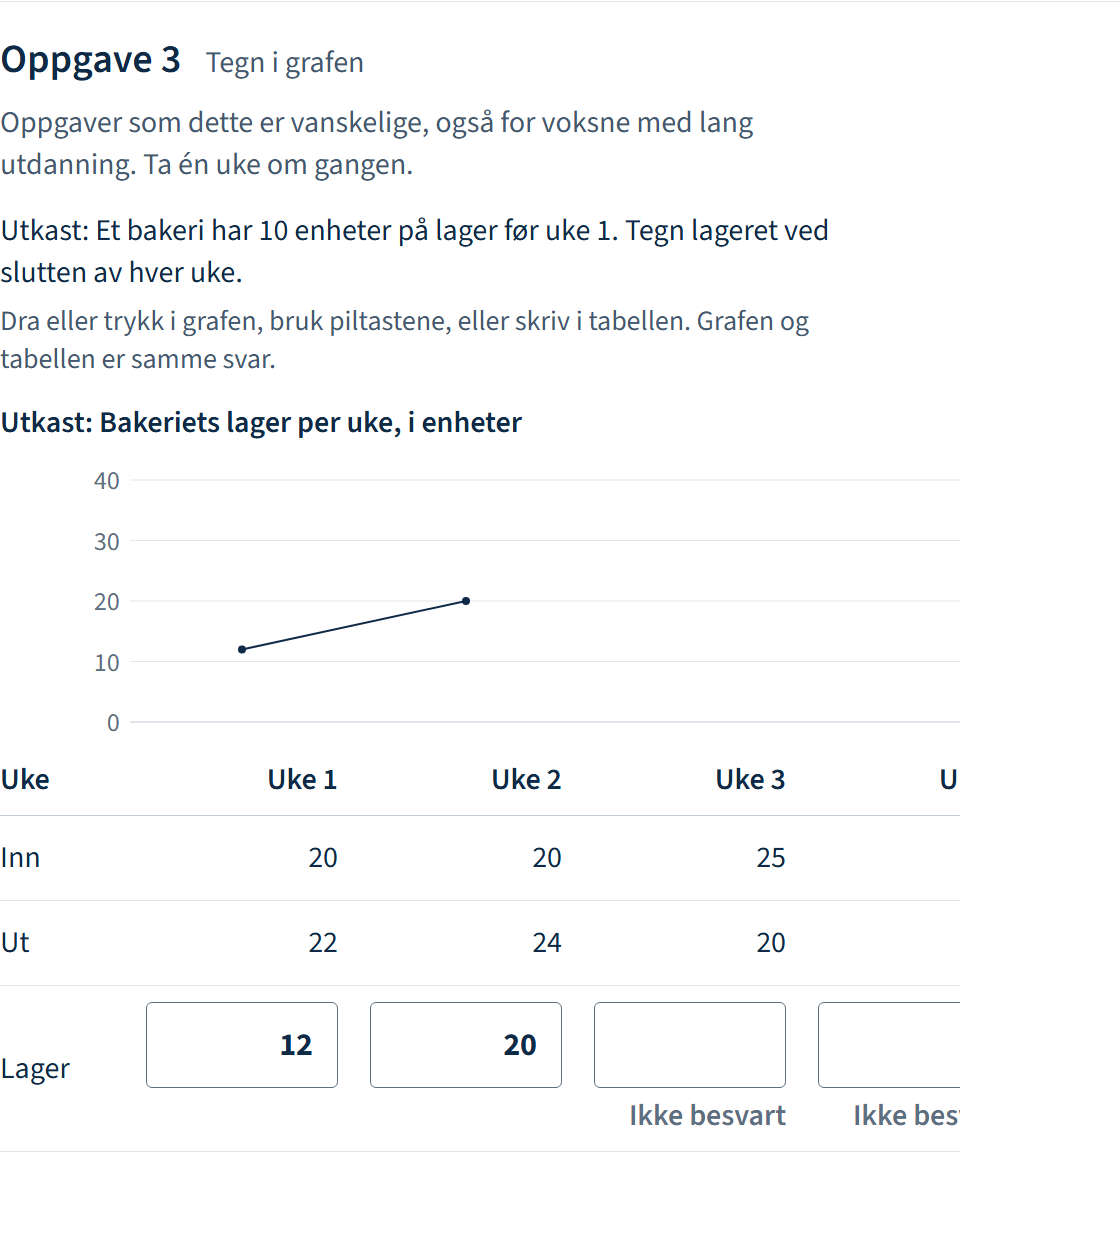 Oppgave 3 Tegn i grafen
Oppgaver som dette er vanskelige, også for voksne med lang
utdanning. Ta én uke om gangen.
Utkast: Et bakeri har 10 enheter på lager før uke 1. Tegn lageret ved
slutten av hver uke.
Dra eller trykk i grafen, bruk piltastene, eller skriv i tabellen. Grafen og
tabellen er samme svar.
Utkast: Bakeriets lager per uke, i enheter
40
30
20
10
0
Uke Uke 1 Uke 2 Uke 3
Inn 20 20 25
Ut 22 24 20
Lager 12 20
Ikke besvart Ikke